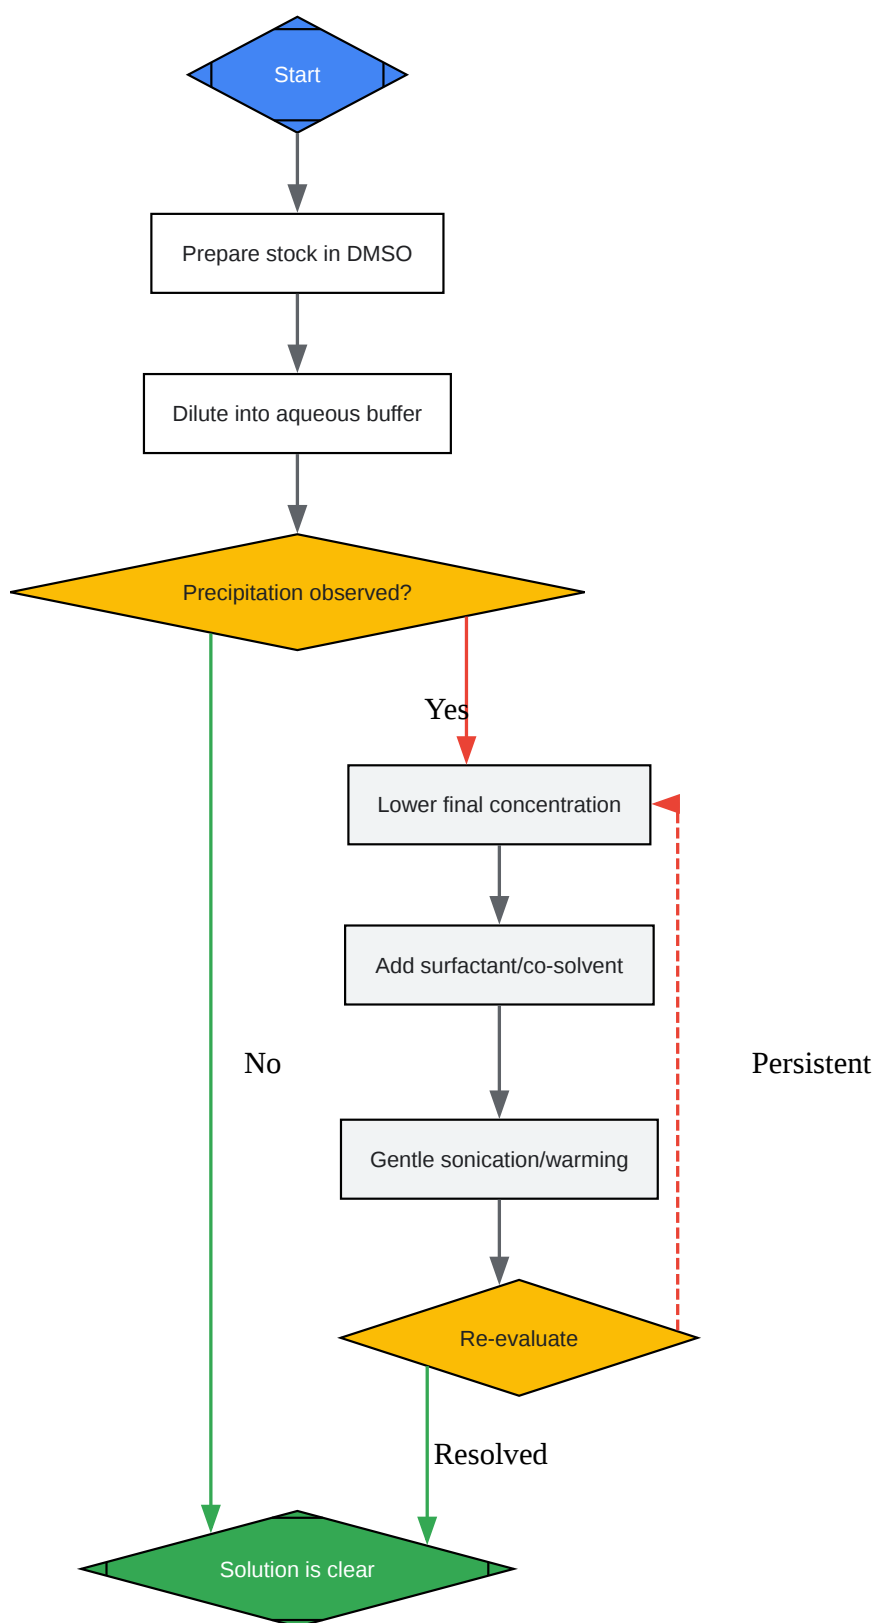 Start
Prepare stock in DMSO
Dilute into aqueous buffer
Precipitation observed?
Yes
Lower final concentration
Add surfactant/co-solvent
No
Persistent
Gentle sonication/warming
Re-evaluate
Resolved
Solution is clear